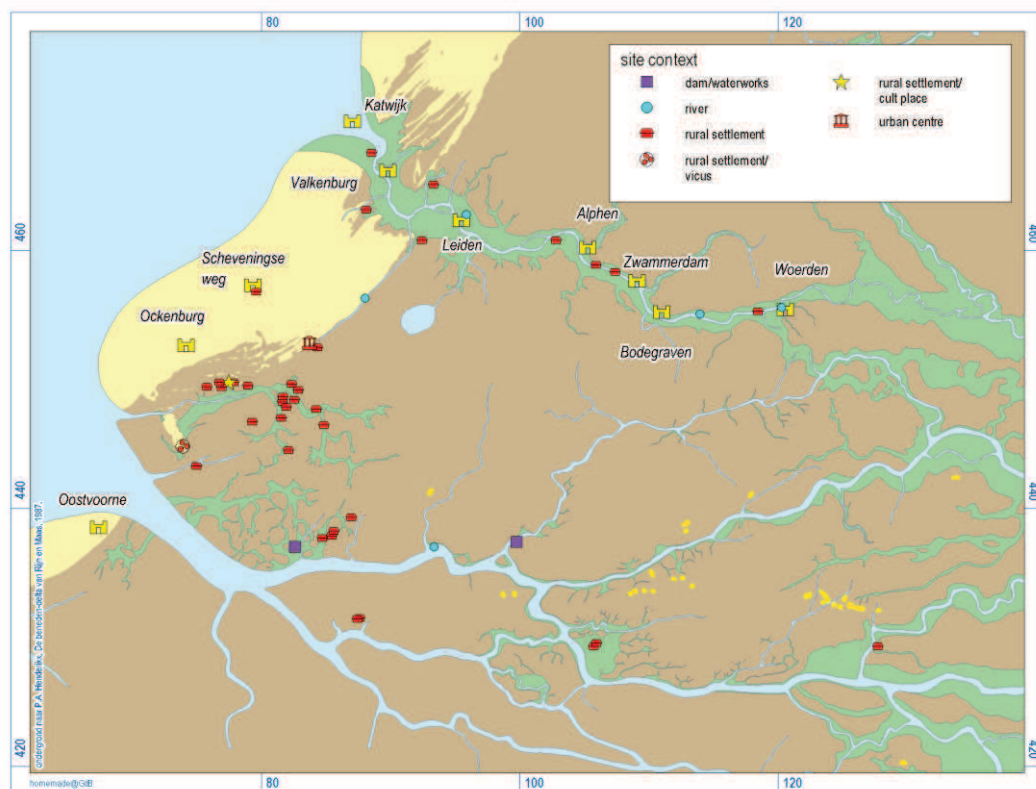 100
120
site context
dam/waterworks
river
rural settlement
rural settlement/
vicus
rural settlement/
cult place
urban centre
Katwijk
Valkenburg
Leiden
Alphen
Zwammerdam
Woerden
Bodegraven
Scheveningse
weg
Ockenburg
Oostvoorne
460
460
440
440
420
420
80
100
120
ondergrond naar P.A. Henderikx, De beneden-delta van Rijn en Maas, 1987.
homemade@GdB